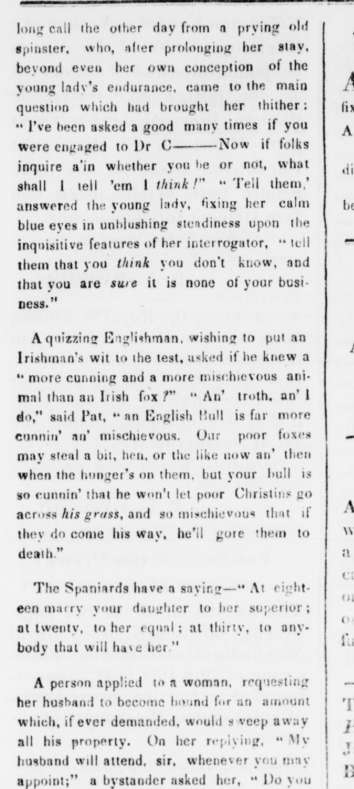 long call the other day from a prying old
spinster, who, after prolonging her stay,
beyond even her own conception of the
young lady's endurance, came to the main
question which had brought her thither:
"I've been asked a good many times if you
were engaged to Dr C———Now if folks
inquire a'in whether you be or not, what
shall I tell 'em I think!" "Tell them,'
answered the young lady, fixing her calm
blue eyes in unblushing steadiness upon the
inquisitive features of her interrogator, "tell
them that you think you don't know, and
that you are sure it is none of your busi-
ness."
A quizzing Englishman, wishing to put an
Irishman's wit to the test, asked if he knew a
"more cunning and a more mischievous ani-
mal than an Irish fox?" "An' troth, an' I
do," said Pat, "an English Bull is far more
cunnin' an' mischievous. Our poor foxes
may steal a bit, hen, or the like now an' then
when the hunger's on them, but your bull is
so cunnin' that he won't let poor Christins go
across his grass, and so mischievous that if
they do come his way, he'll gore them to
death."
The Spaniards have a saying—"At eight-
een marry your daughter to her superior;
at twenty, to her equal; at thirty, to any-
body that will have her."
A person applied to a woman, requesting
her husband to become bound for an amount
which, if ever demanded, would sweep away
all his property. On her replying, "My
husband will attend, sir, whenever you may
appoint;" a bystander asked her, "Do you